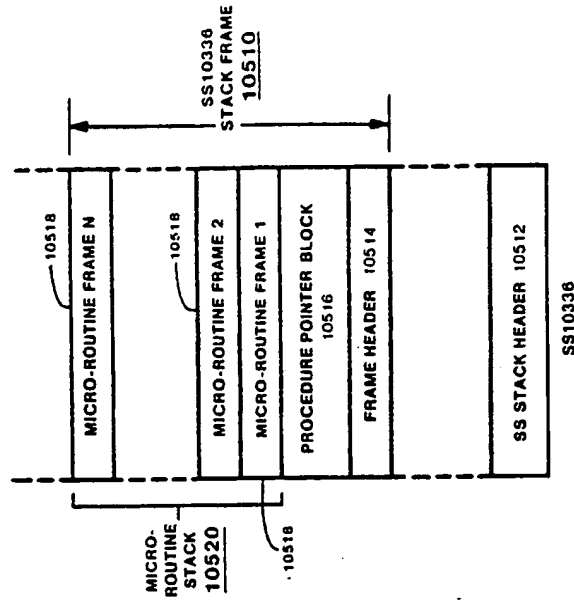 10518
MICRO-ROUTINE FRAME N
SS10336
STACK FRAME
10510
10518
MICRO-
ROUTINE
STACK
10520
MICRO-ROUTINE FRAME 2
MICRO-ROUTINE FRAME 1
10518
PROCEDURE POINTER BLOCK
10516
FRAME HEADER 10514
SS STACK HEADER 10512
SS10336